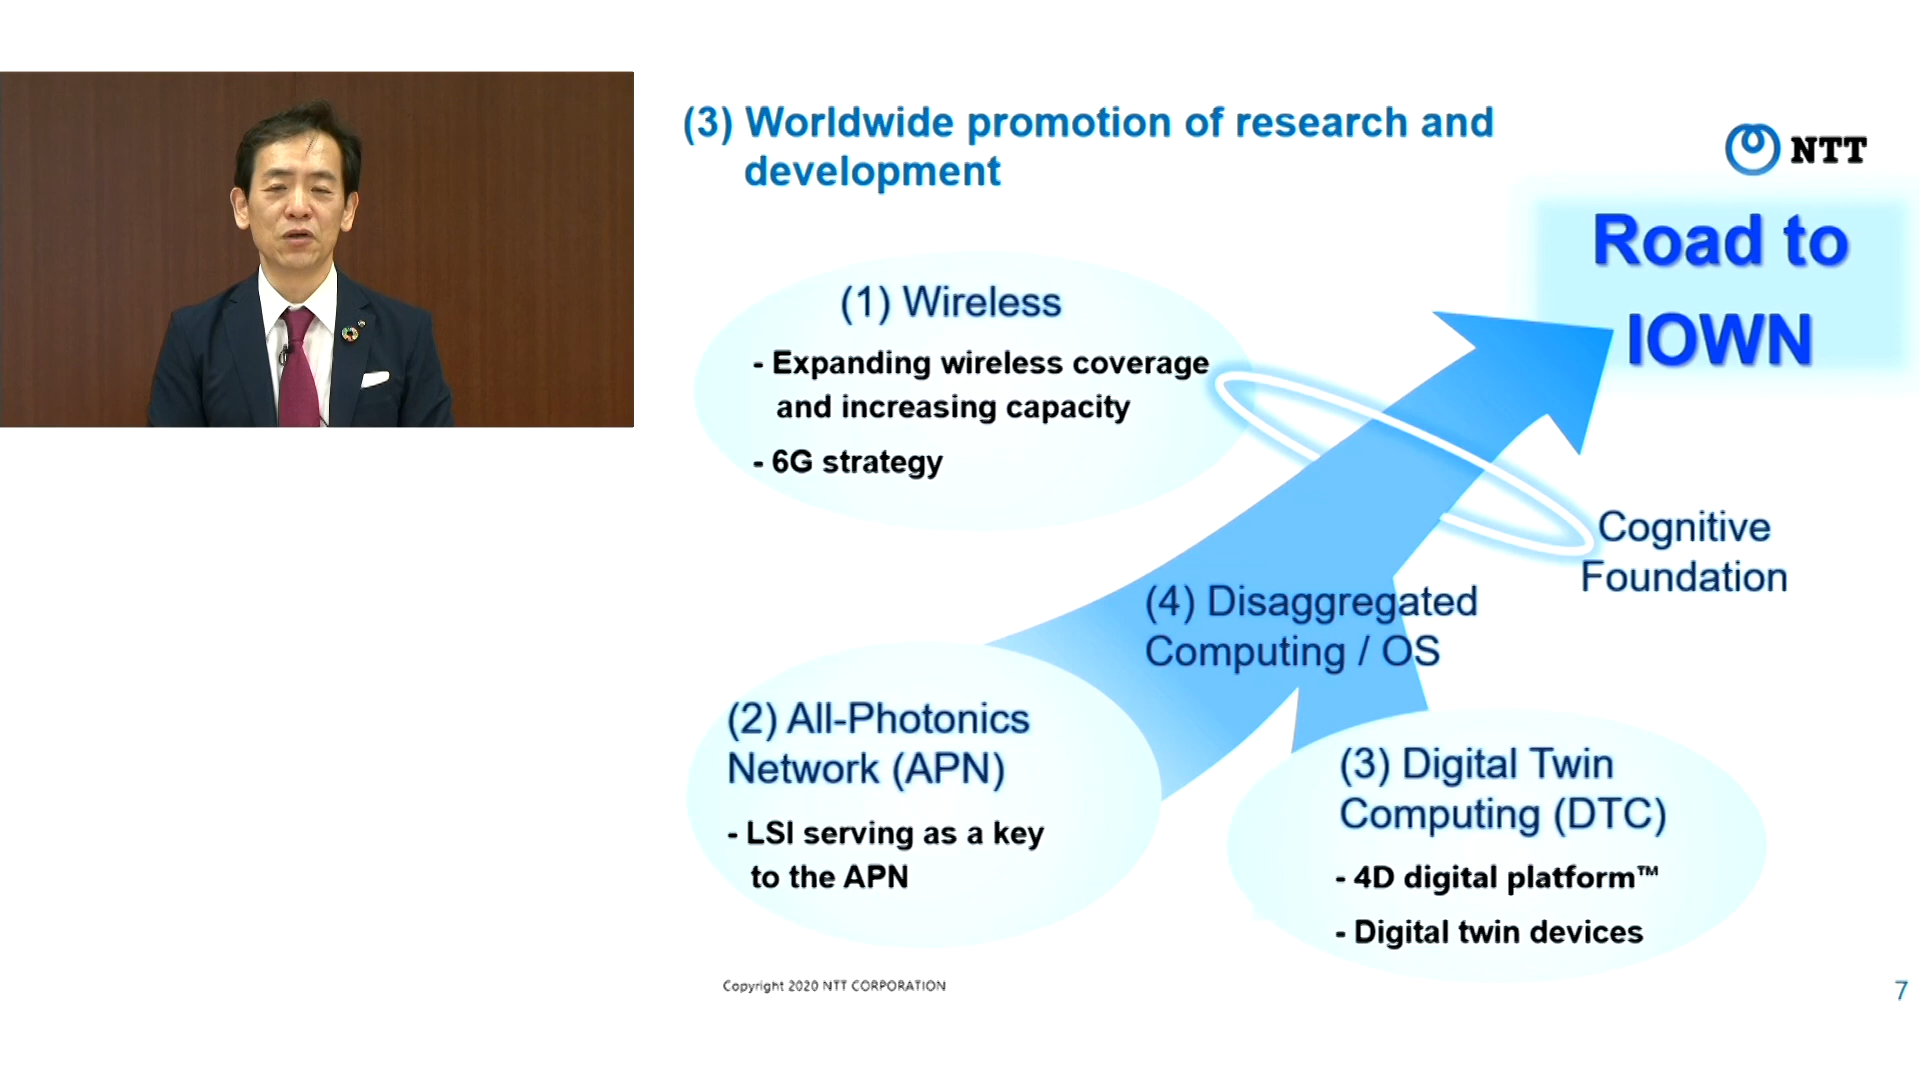 (3) Worldwide promotion of research and
development
NTT
Road to
IOWN
(1) Wireless
- Expanding wireless coverage
and increasing capacity
- 6G strategy
Cognitive
Foundation
(4) Disaggregated
Computing / OS
(2) All-Photonics
Network (APN)
- LSI serving as a key
to the APN
(3) Digital Twin
Computing (DTC)
- 4D digital platform™
- Digital twin devices
Copyright 2020 NTT CORPORATION
7